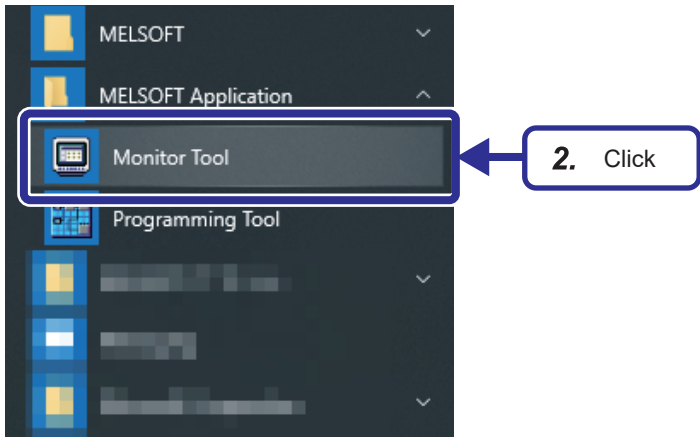 MELSOFT
MELSOFT Application
Monitor Tool
2. Click
Programming Tool